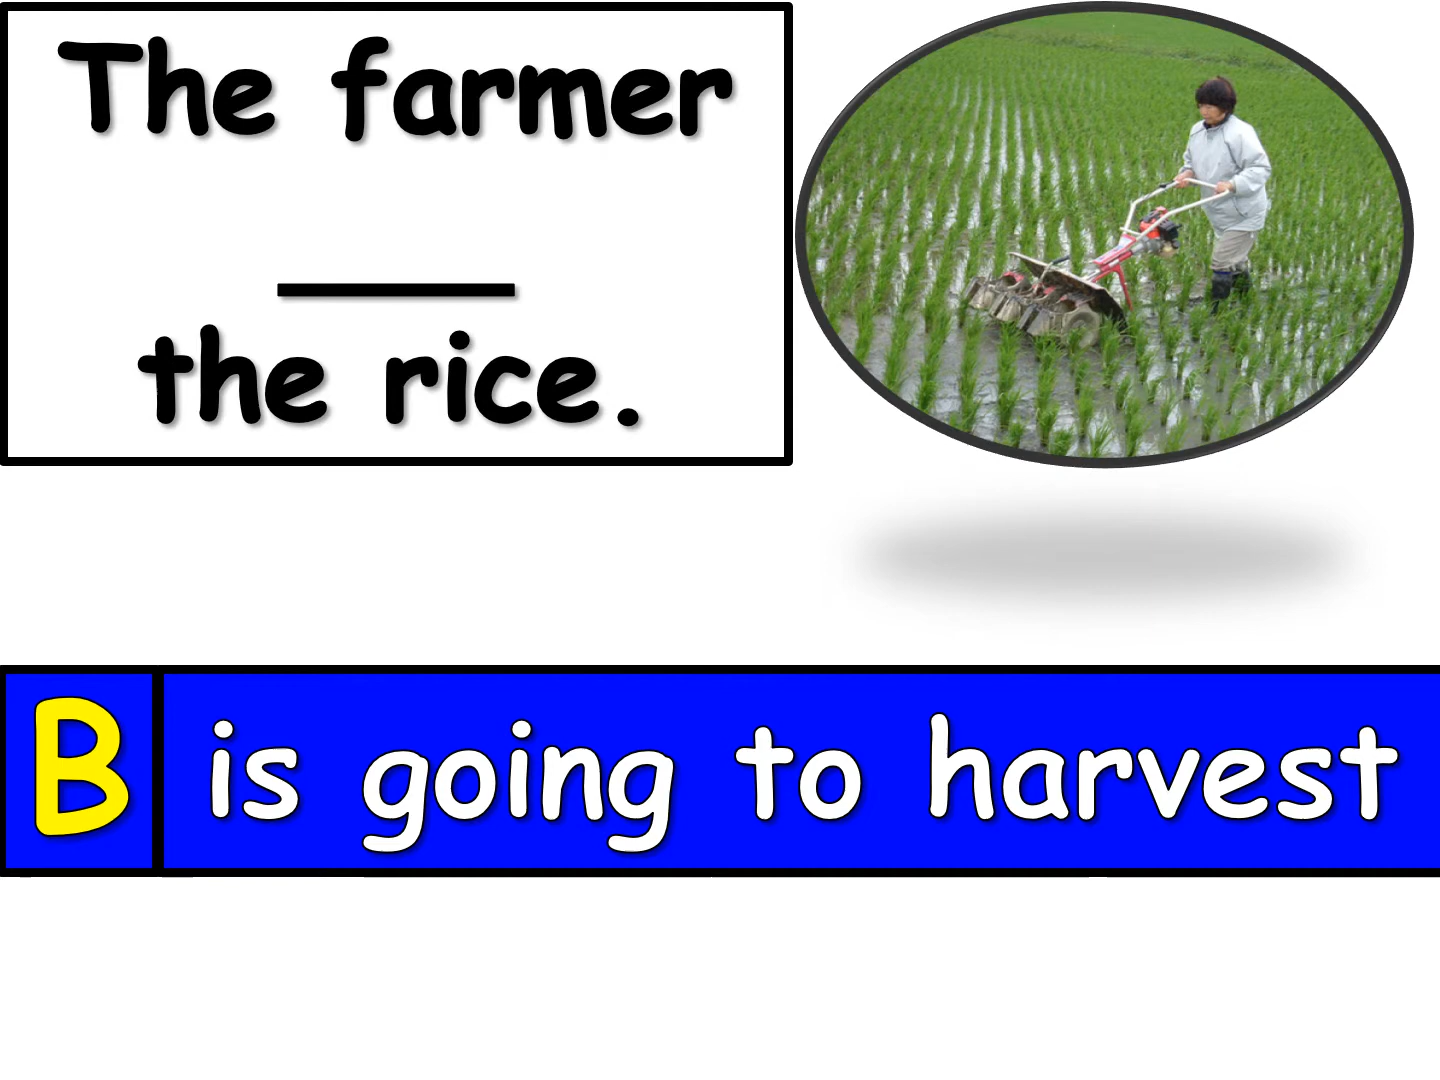 The farmer
____
the rice.
B is going to harvest